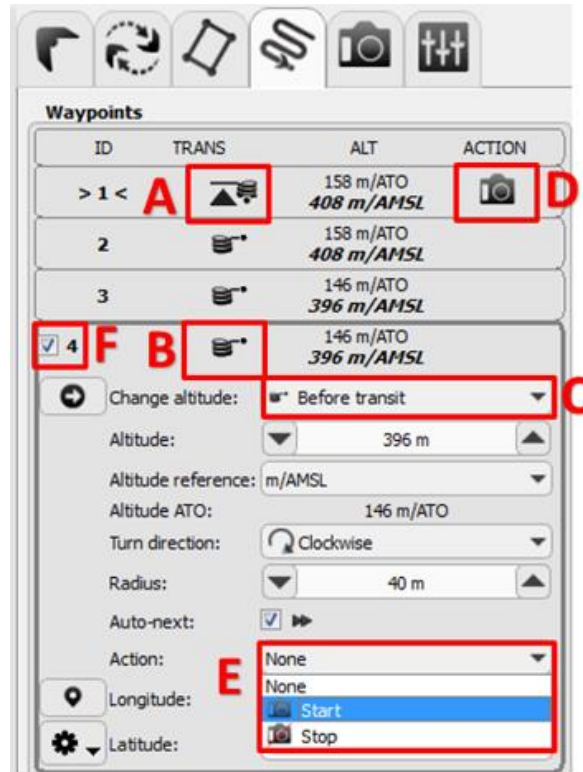 Waypoints
ID TRANS ALT ACTION
> 1 < A 158 m/ATO D
408 m/AMSL
2 158 m/ATO
408 m/AMSL
3 146 m/ATO
396 m/AMSL
4 F B 146 m/ATO
396 m/AMSL
Change altitude: Before transit C
Altitude: 396 m
Altitude reference: m/AMSL
Altitude ATO: 146 m/ATO
Turn direction: Clockwise
Radius: 40 m
Auto-next:
Action: E None
None
Longitude: Start
Stop
Latitude: